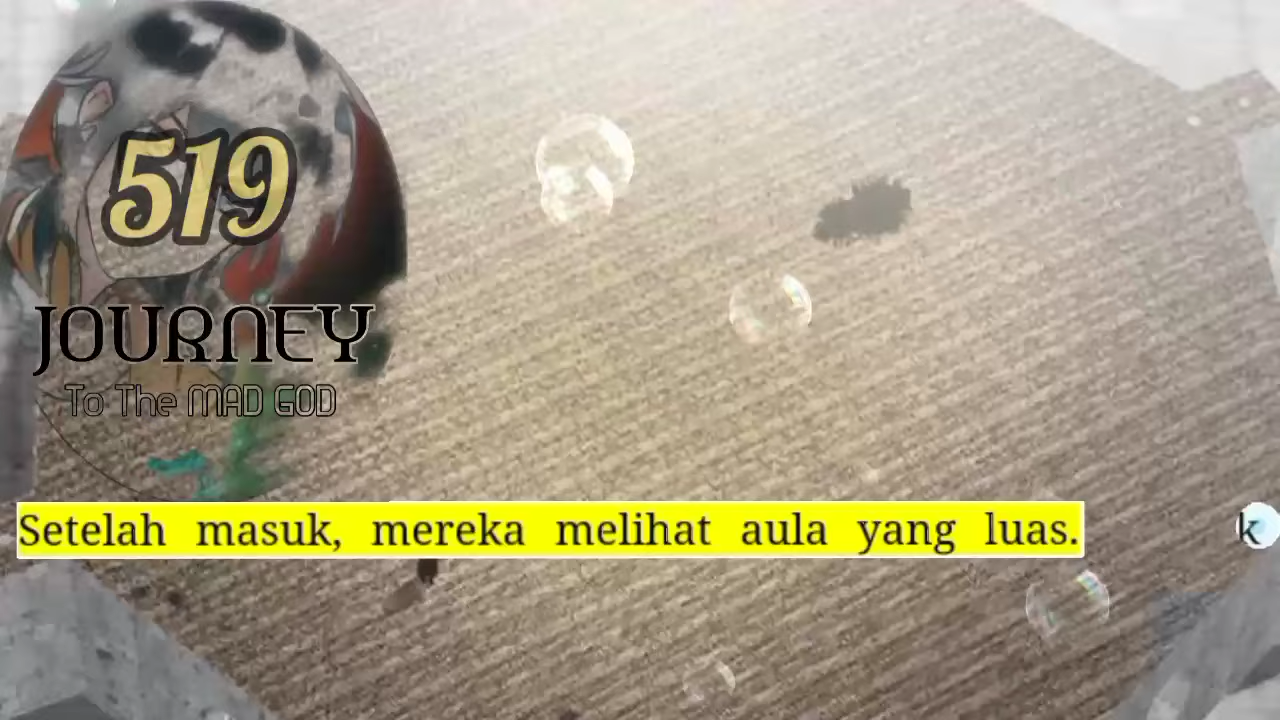 519
JOURNEY
To The MAD GOD
Setelah masuk, mereka melihat aula yang luas. k